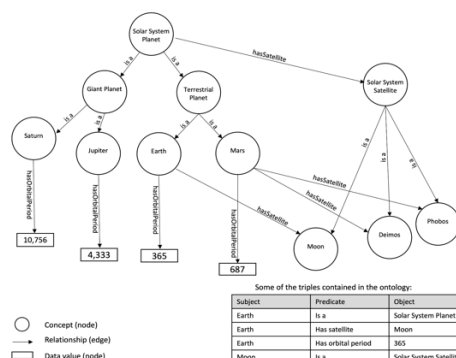 Solar System
Planet
hasSatellite
is a
is a
Giant Planet
Terrestrial
Planet
Solar System
Satellite
is a
is a
is a
is a
is a
is a
is a
Saturn
Jupiter
Earth
Mars
hasSatellite
hasOrbitalPeriod
hasOrbitalPeriod
hasOrbitalPeriod
hasOrbitalPeriod
hasSatellite
hasSatellite
Moon
Deimos
Phobos
10,756
4,333
365
687
Some of the triples contained in the ontology:
Subject Predicate Object
Earth Is a Solar System Planet
Earth Has satellite Moon
Earth Has orbital period 365
Moon Is a Solar System Satellite
Concept (node)
Relationship (edge)
Data value (node)